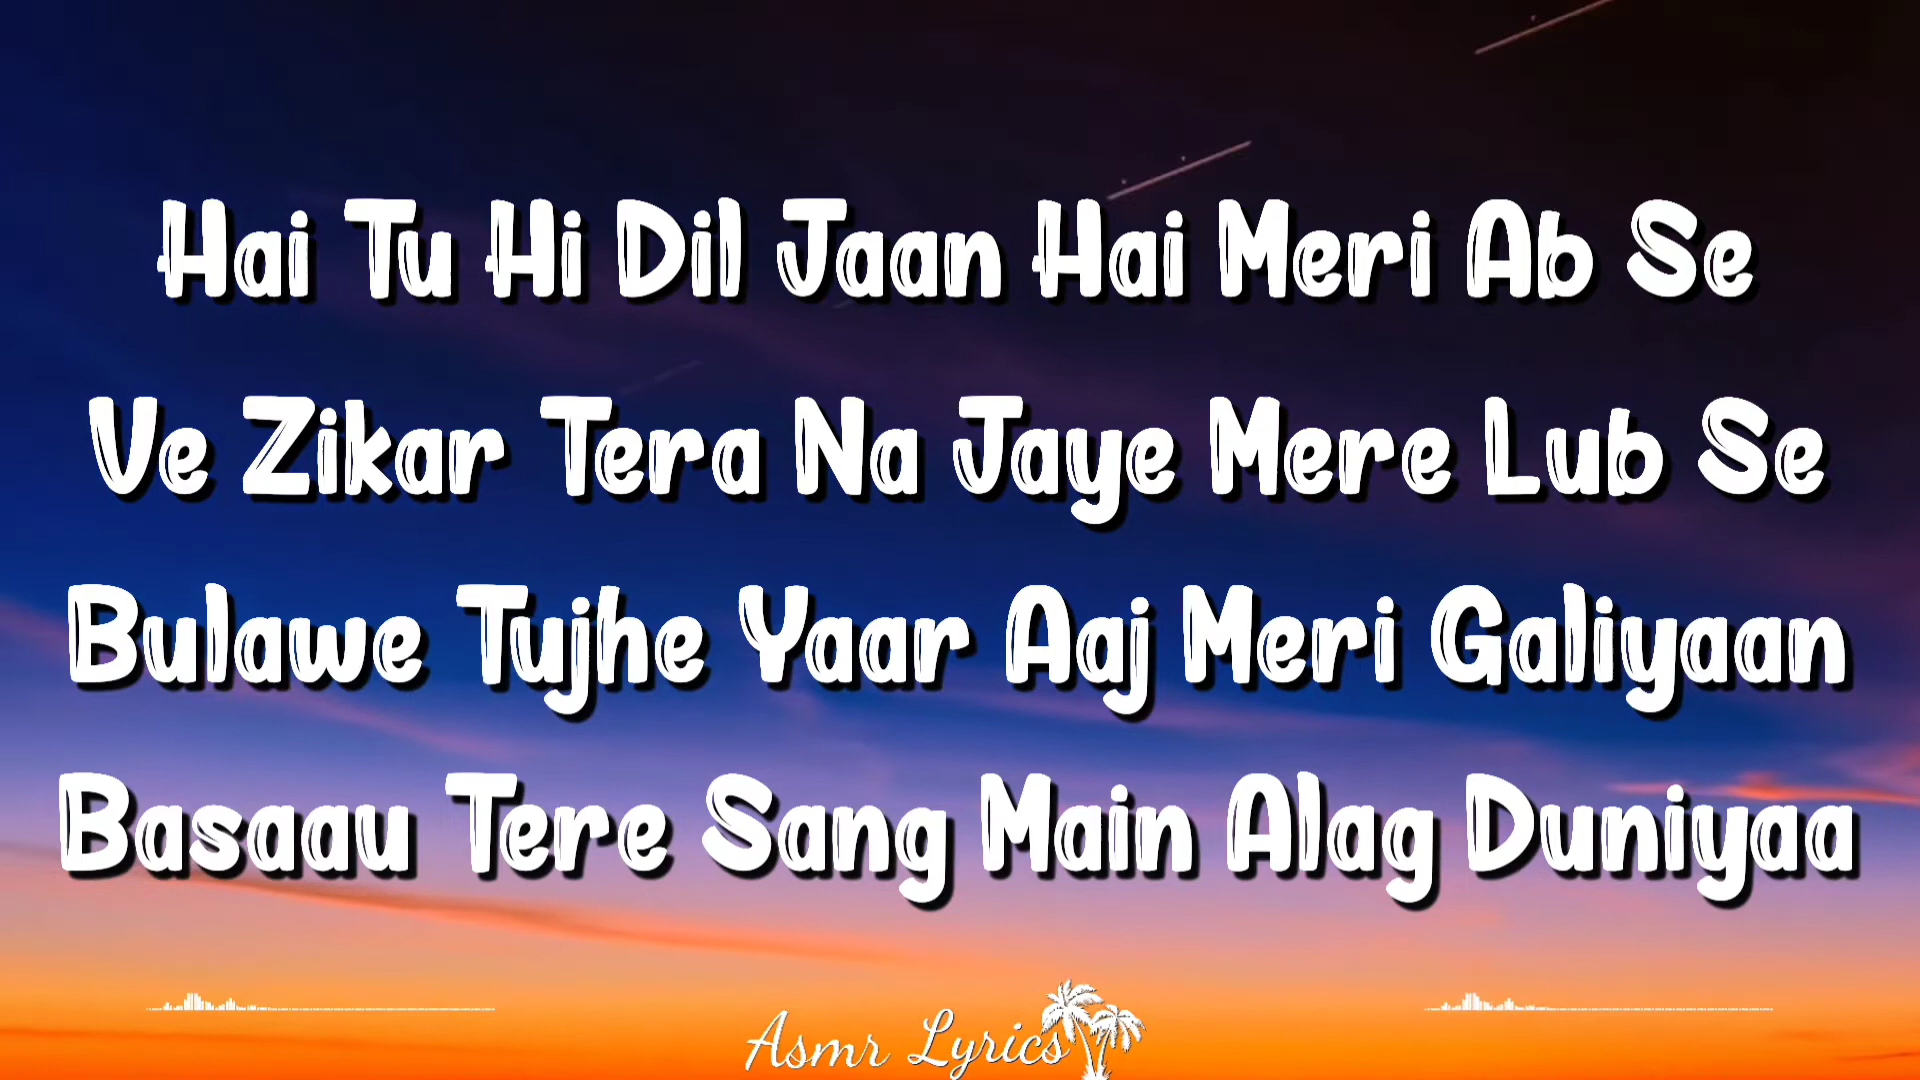 Hai Tu Hi Dil Jaan Hai Meri Ab Se
Ve Zikar Tera Na Jaye Mere Lub Se
Bulawe Tujhe Yaar Aaj Meri Galiyaan
Basaau Tere Sang Main Alag Duniyaa
Asmr Lyrics